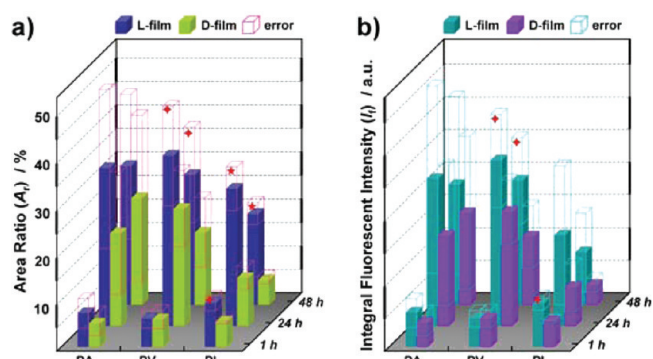 a)
L-film D-film error
Area Ratio (Af) / %
50
40
30
20
10
48 h
24 h
1 h
b)
L-film D-film error
Integral Fluorescent Intensity (If) / a.u.
48 h
24 h
1 h